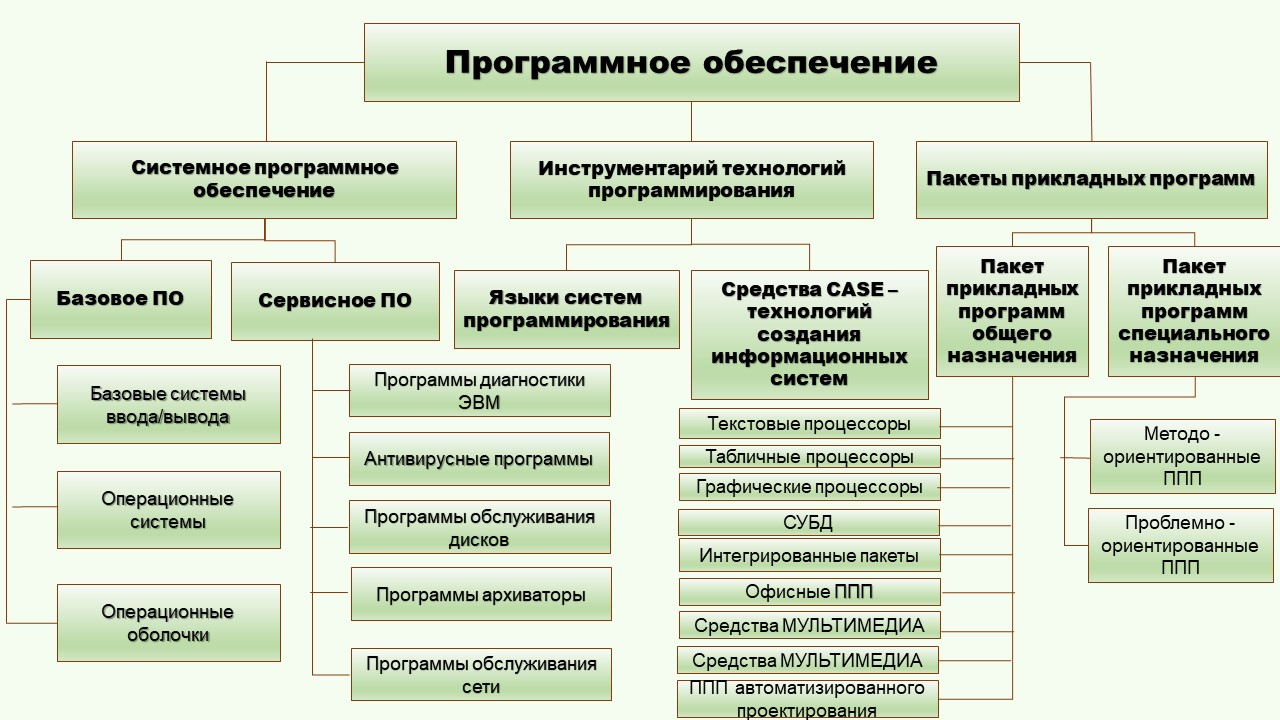 Программное обеспечение
Системное программное
обеспечение
Инструментарий технологий
программирования
Пакеты прикладных программ
Базовое ПО
Сервисное ПО
Языки систем
программирования
Средства CASE –
технологий
создания
информационных
систем
Пакет
прикладных
программ
общего
назначения
Пакет
прикладных
программ
специального
назначения
Базовые системы
ввода/вывода
Операционные
системы
Операционные
оболочки
Программы диагностики
ЭВМ
Антивирусные программы
Программы обслуживания
дисков
Программы архиваторы
Программы обслуживания
сети
Текстовые процессоры
Табличные процессоры
Графические процессоры
СУБД
Интегрированные пакеты
Офисные ППП
Средства МУЛЬТИМЕДИА
Средства МУЛЬТИМЕДИА
ППП автоматизированного
проектирования
Методо -
ориентированные
ППП
Проблемно -
ориентированные
ППП